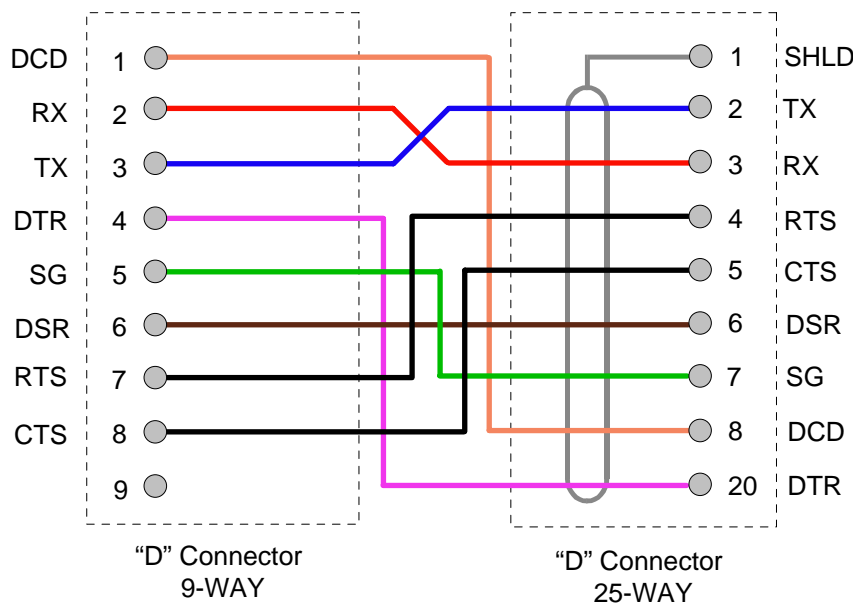 DCD 1
RX 2
TX 3
DTR 4
SG 5
DSR 6
RTS 7
CTS 8
9
“D” Connector
9-WAY
1 SHLD
2 TX
3 RX
4 RTS
5 CTS
6 DSR
7 SG
8 DCD
20 DTR
“D” Connector
25-WAY